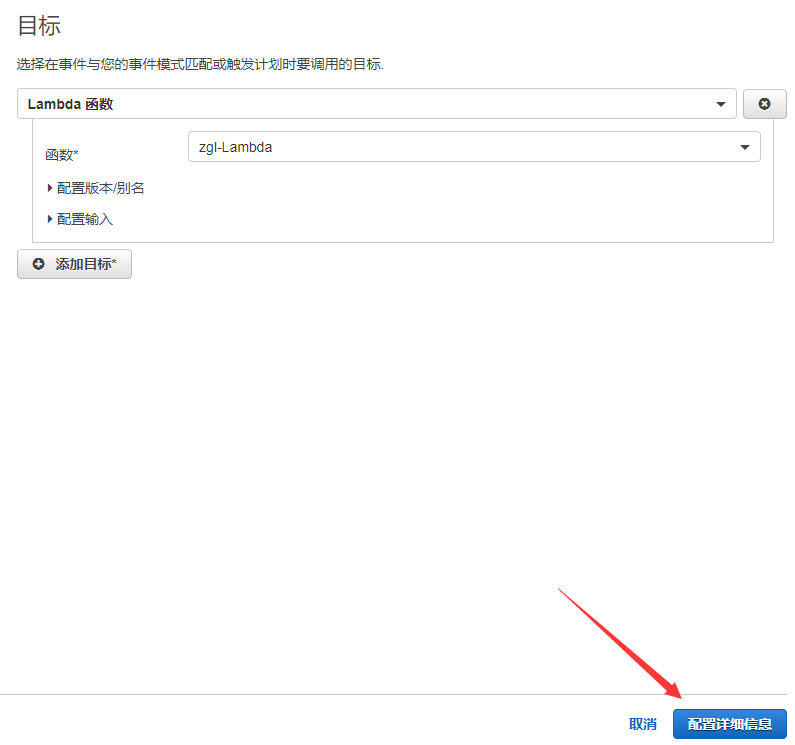 目标
选择在事件与您的事件模式匹配或触发计划时要调用的目标.
Lambda 函数
函数*
zgl-Lambda
配置版本/别名
配置输入
添加目标*
取消
配置详细信息